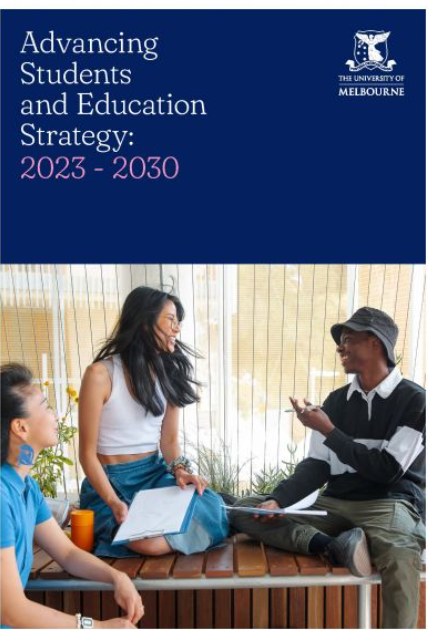 Advancing
Students
and Education
Strategy:
2023 - 2030
THE UNIVERSITY OF
MELBOURNE